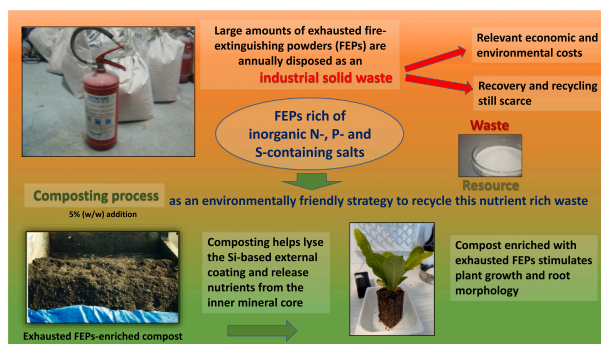 Large amounts of exhausted fire-
extinguishing powders (FEPs) are
annually disposed as an
industrial solid waste
Relevant economic and
environmental costs
Recovery and recycling
still scarce
FEPs rich of
inorganic N-, P- and
S-containing salts
Waste
Resource
Composting process as an environmentally friendly strategy to recycle this nutrient rich waste
5% (w/w) addition
Composting helps lyse
the Si-based external
coating and release
nutrients from the
inner mineral core
Compost enriched with
exhausted FEPs stimulates
plant growth and root
morphology
Exhausted FEPs-enriched compost